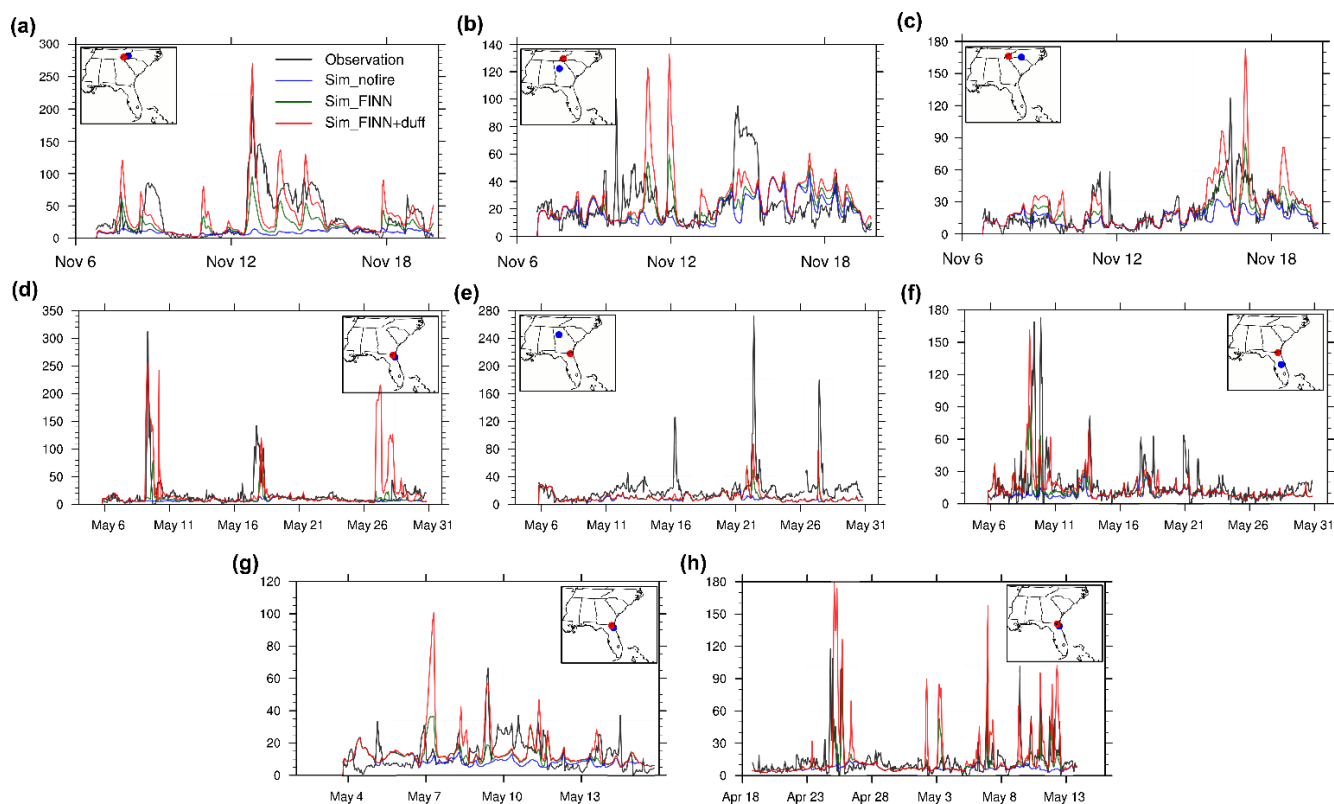 (a)
300
250
200
150
100
50
0
Observation
Sim_nofire
Sim_FINN
Sim_FINN+duff
Nov 6 Nov 12 Nov 18
(b)
140
120
100
80
60
40
20
0
Nov 6 Nov 12 Nov 18
(c)
180
150
120
90
60
30
0
Nov 6 Nov 12 Nov 18
(d)
350
300
250
200
150
100
50
0
May 6 May 11 May 16 May 21 May 26 May 31
(e)
280
240
200
160
120
80
40
0
May 6 May 11 May 16 May 21 May 26 May 31
(f)
180
150
120
90
60
30
0
May 6 May 11 May 16 May 21 May 26 May 31
(g)
120
100
80
60
40
20
0
May 4 May 7 May 10 May 13
(h)
180
150
120
90
60
30
0
Apr 18 Apr 23 Apr 28 May 3 May 8 May 13